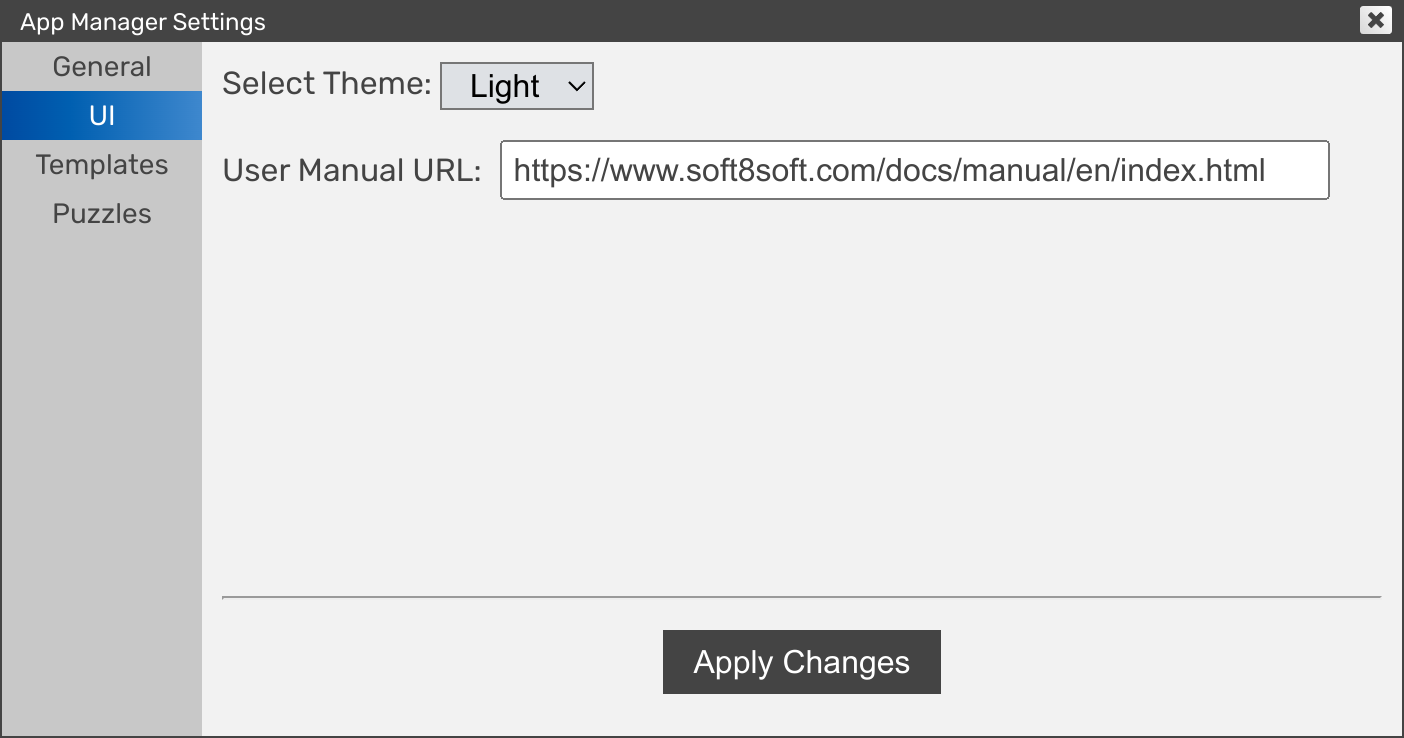 App Manager Settings
General
UI
Templates
Puzzles
Select Theme: Light
User Manual URL: https://www.soft8soft.com/docs/manual/en/index.html
Apply Changes